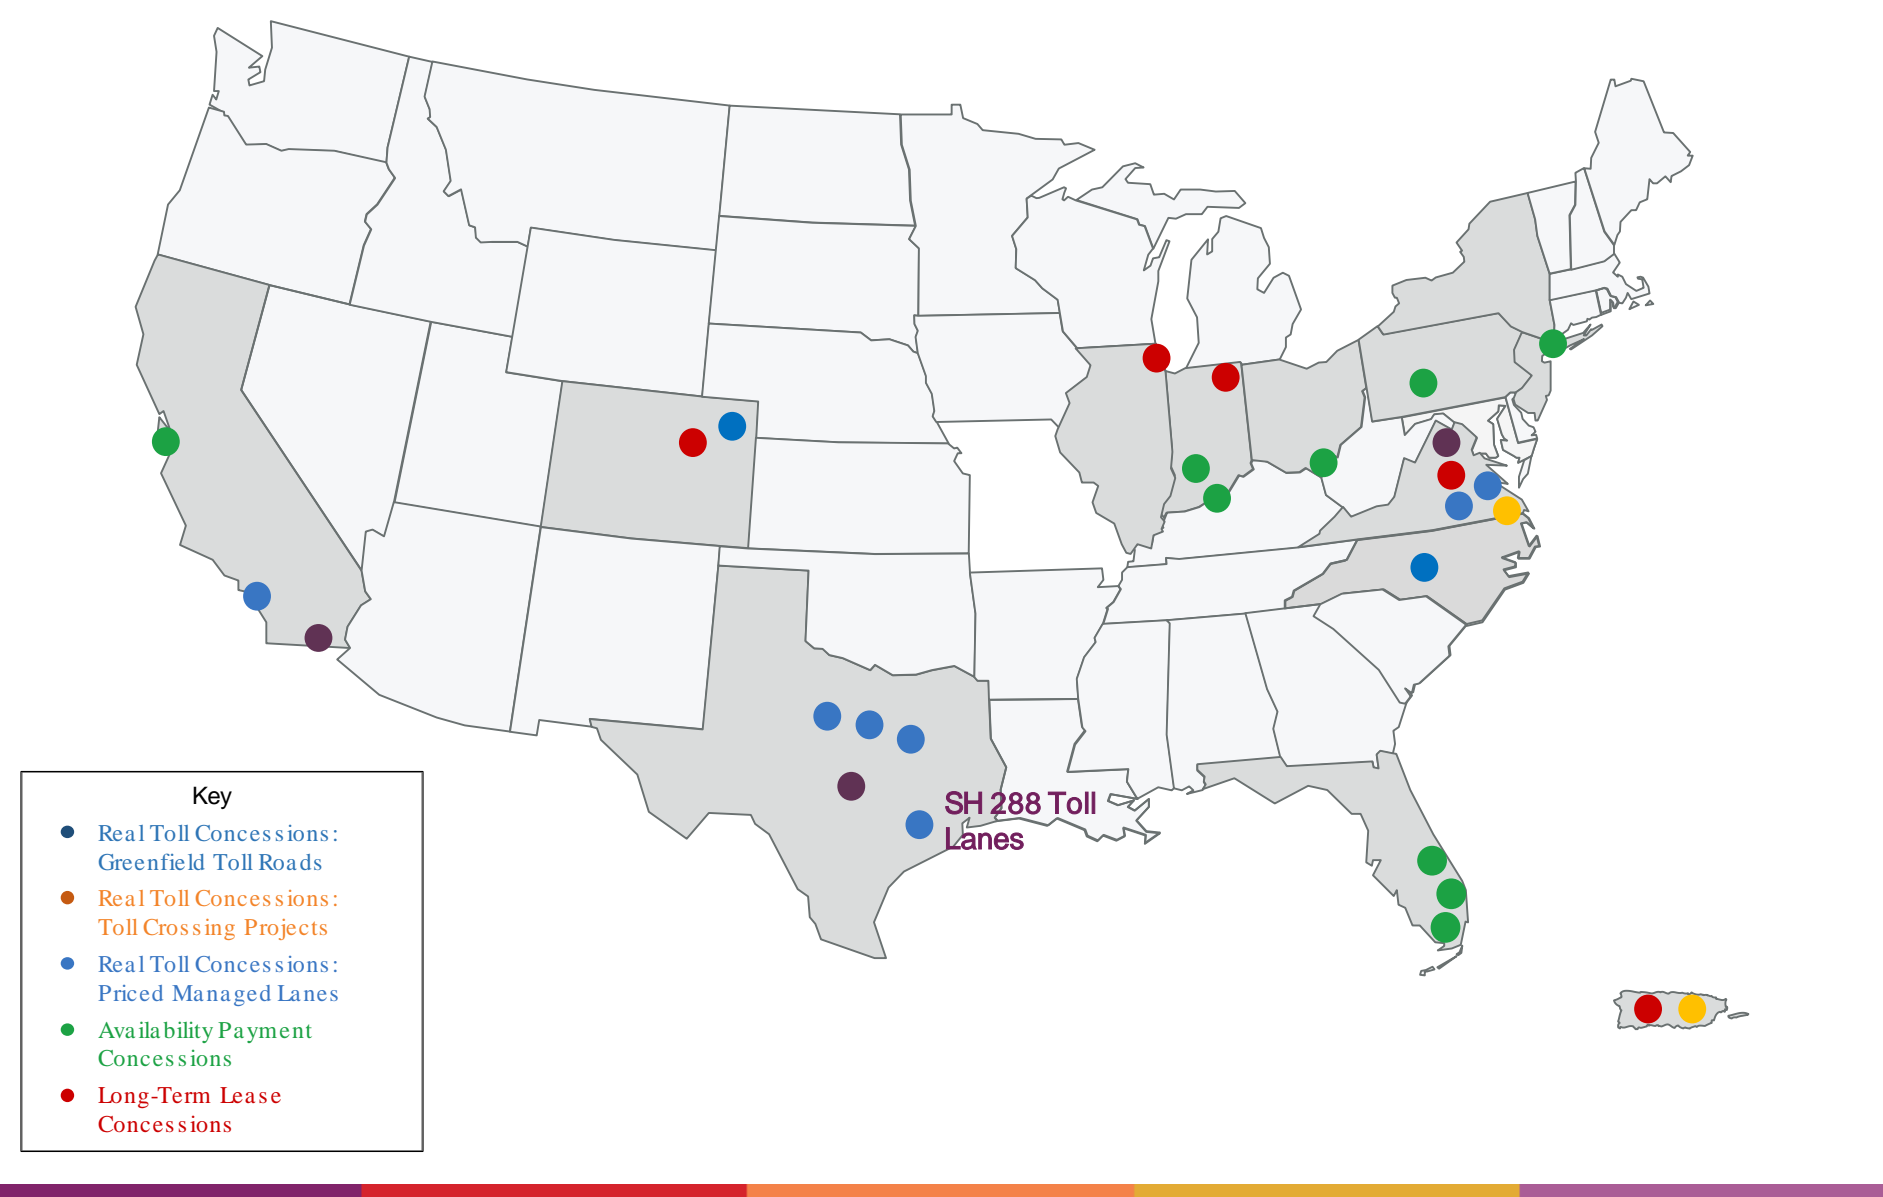 SH 288 Toll
Lanes
Key
Real Toll Concessions:
Greenfield Toll Roads
Real Toll Concessions:
Toll Crossing Projects
Real Toll Concessions:
Priced Managed Lanes
Availability Payment
Concessions
Long-Term Lease
Concessions